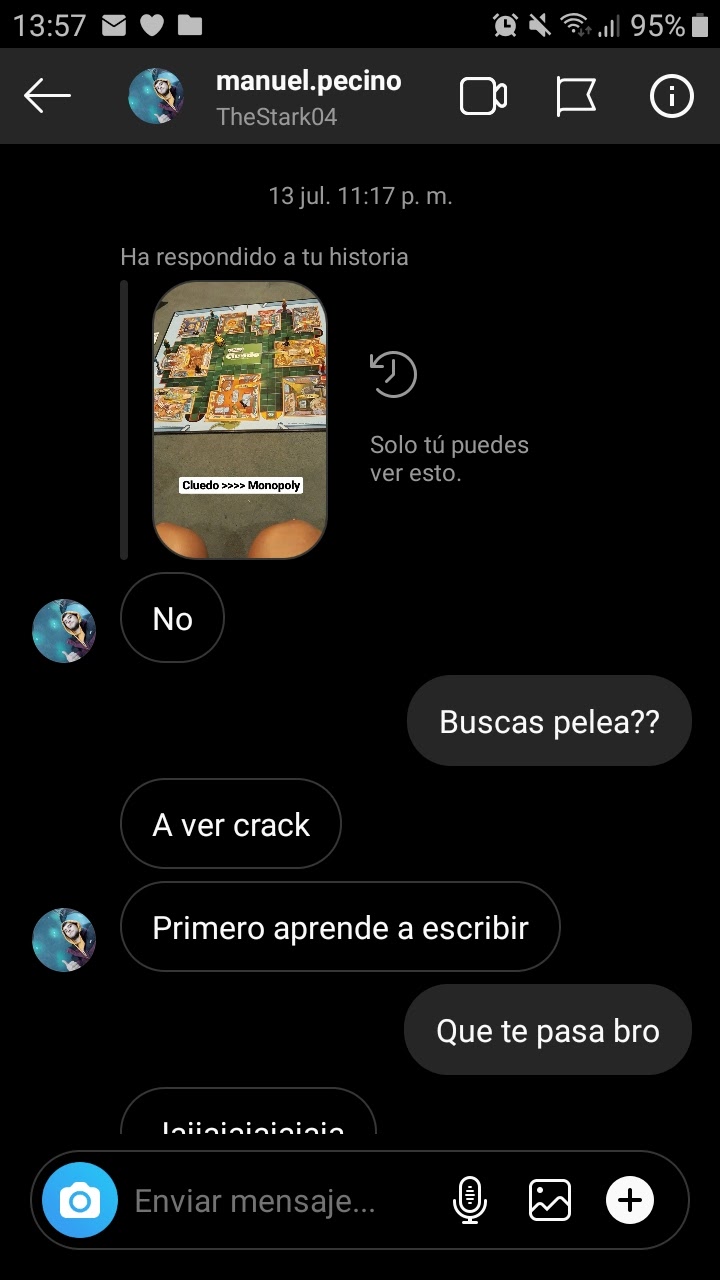 13:57
95%
manuel.pecino
TheStark04
13 jul. 11:17 p. m.
Ha respondido a tu historia
Cluedo
Cluedo >>>> Monopoly
Solo tú puedes
ver esto.
No
Buscas pelea??
A ver crack
Primero aprende a escribir
Que te pasa bro
Enviar mensaje...